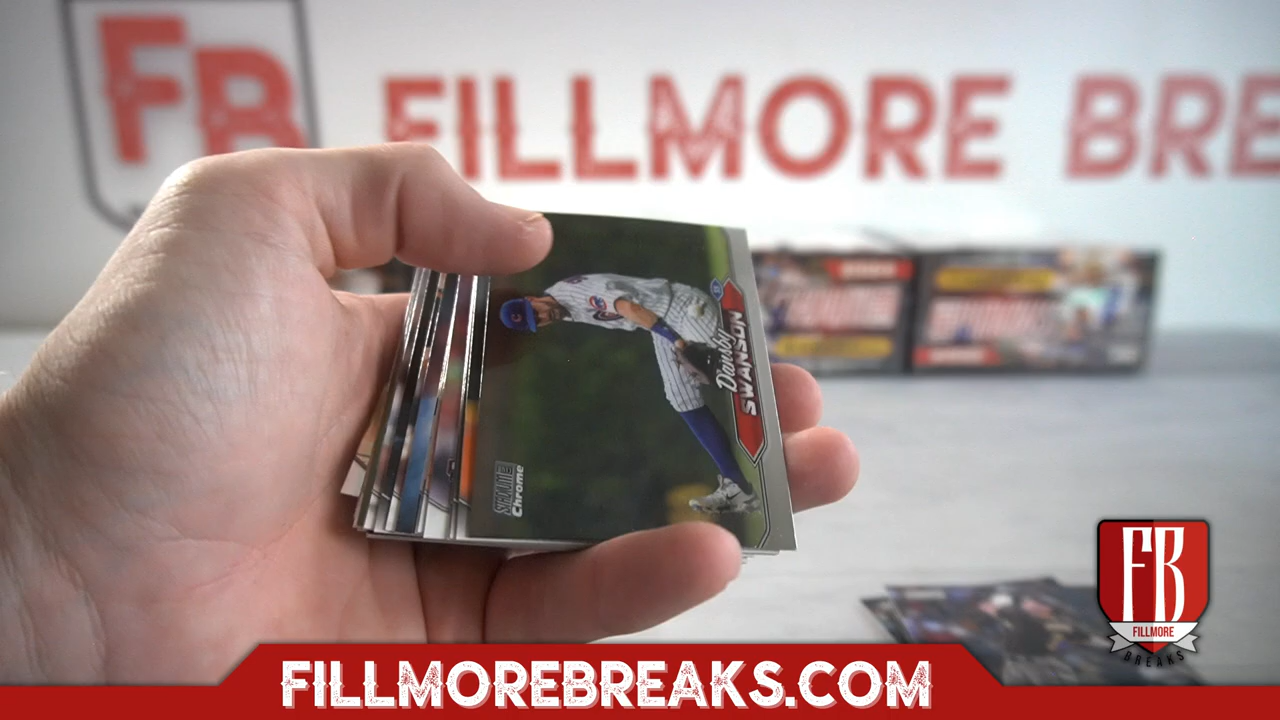 FB
FILLMORE BRE
Dansby
SWANSON
STADIUM CLUB
Chrome
FB
FILLMORE
BREAKS
FILLMOREBREAKS.COM